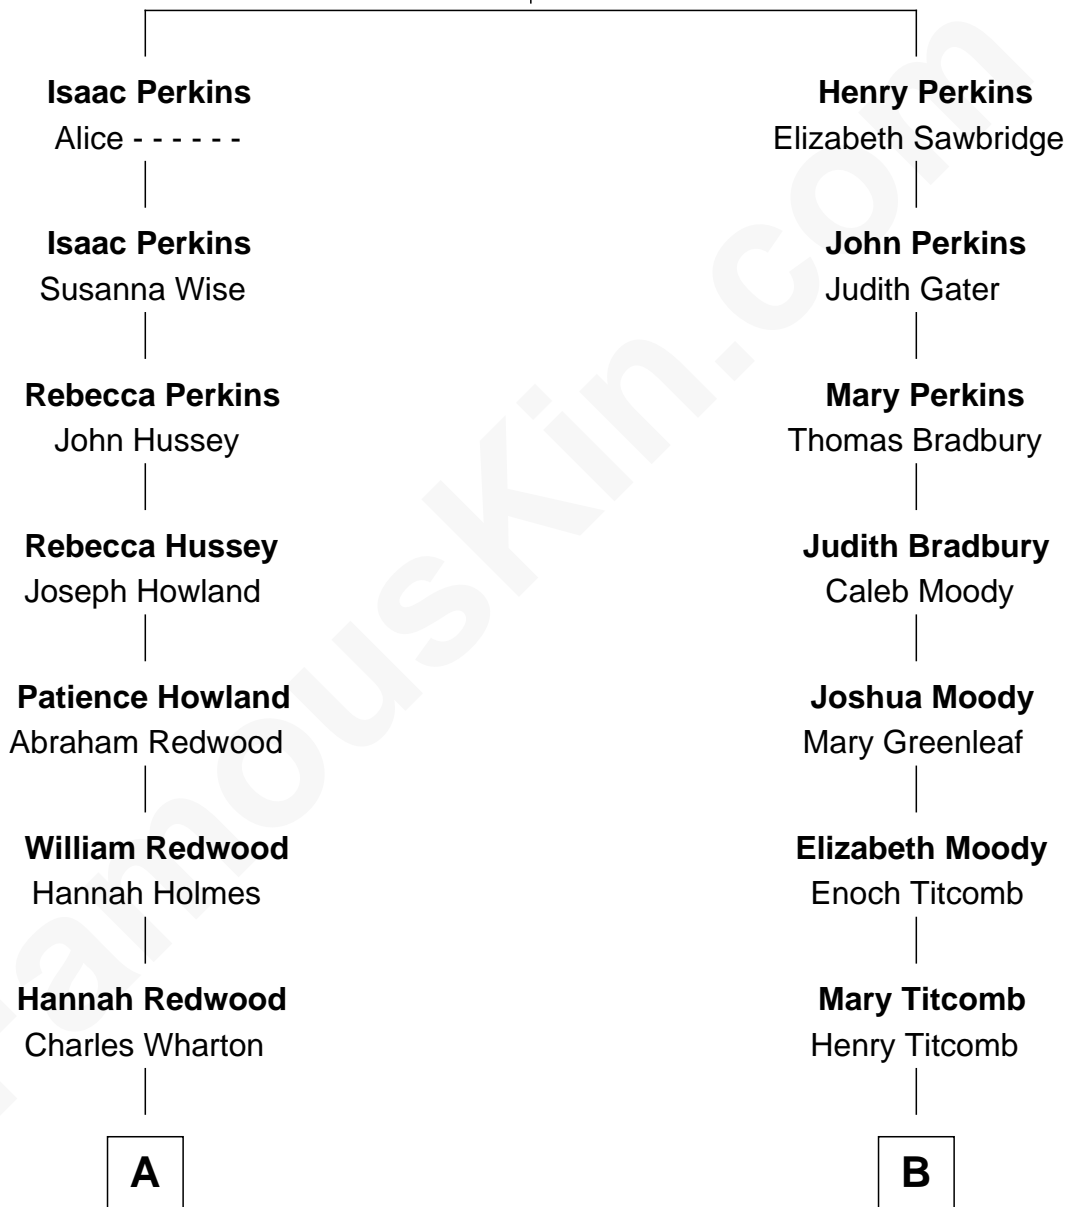 Isaac Perkins
Alice - - - - - -
Isaac Perkins
Susanna Wise
Rebecca Perkins
John Hussey
Rebecca Hussey
Joseph Howland
Patience Howland
Abraham Redwood
William Redwood
Hannah Holmes
Hannah Redwood
Charles Wharton
A
Henry Perkins
Elizabeth Sawbridge
John Perkins
Judith Gater
Mary Perkins
Thomas Bradbury
Judith Bradbury
Caleb Moody
Joshua Moody
Mary Greenleaf
Elizabeth Moody
Enoch Titcomb
Mary Titcomb
Henry Titcomb
B
FamousKin.com